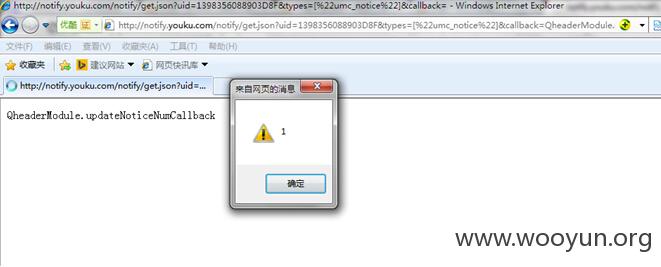 http://notify.youku.com/notify/get.json?uid=1398356088903D8F&types=[%22umc_notice%22]&callback= - Windows Internet Explorer
http://notify.youku.com/notify/get.json?uid=1398356088903D8F&types=[%22umc_notice%22]&callback=QheaderModule.
文件(F) 编辑(E) 查看(V) 收藏夹(A) 工具(T) 帮助(H)
收藏夹 优酷 证 建议网站 网页快讯库
http://notify.youku.com/notify/get.json?uid=...
QheaderModule.updateNoticeNumCallback
来自网页的消息
1
确定
www.wooyun.org